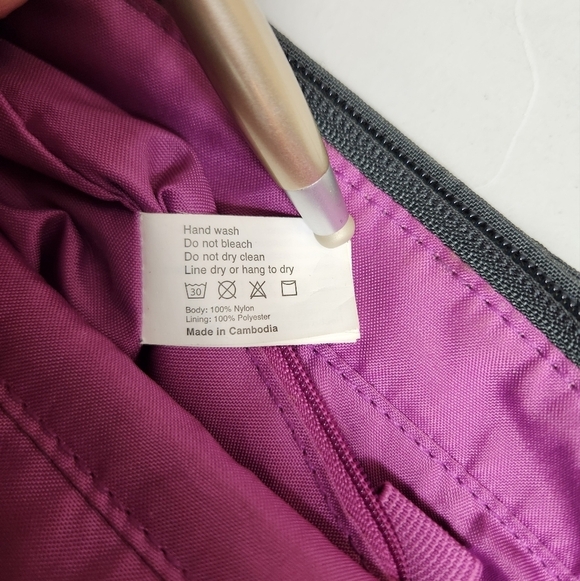 Hand wash
Do not bleach
Do not dry clean
Line dry or hang to dry
30
Body: 100% Nylon
Lining: 100% Polyester
Made in Cambodia